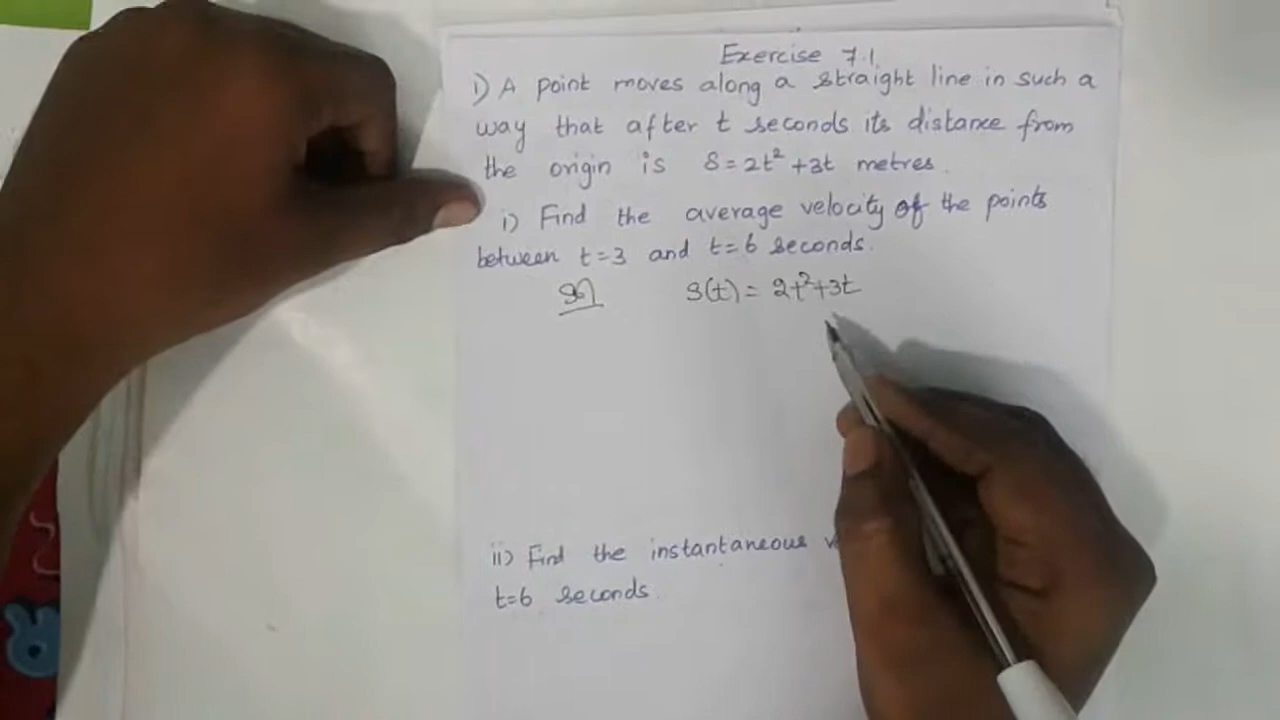 Exercise 7.1
1) A point moves along a straight line in such a
way that after t seconds its distance from
the origin is S = 2t² + 3t metres.
i) Find the average velocity of the points
between t=3 and t=6 seconds.
Sol S(t) = 2t²+3t
ii) Find the instantaneous
t=6 seconds.